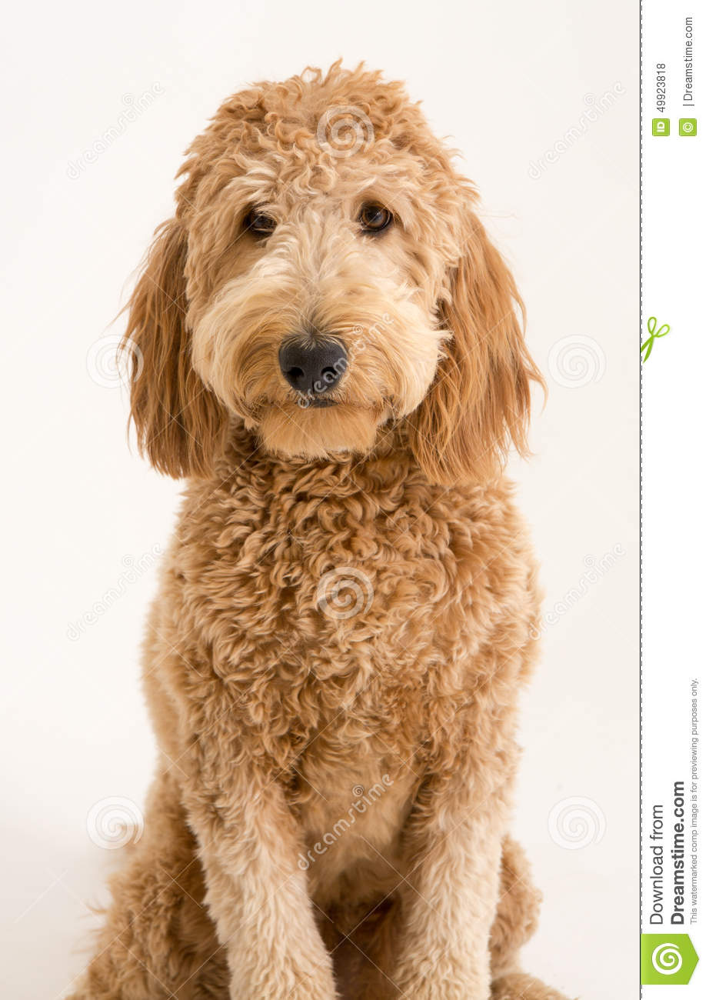 dreamstime
dreamstime
dreamstime
dreamstime
dreamstime
dreamstime
ID 49923818
© | Dreamstime.com
Download from
Dreamstime.com
This watermarked comp image is for previewing purposes only.